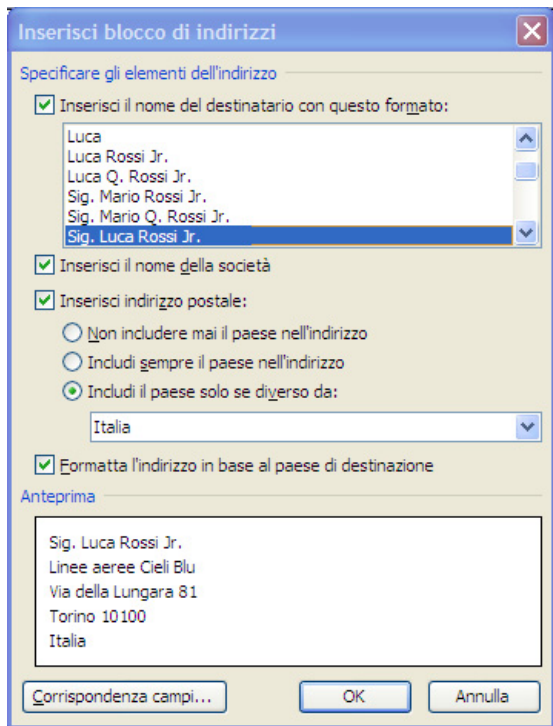 Inserisci blocco di indirizzi
Specificare gli elementi dell'indirizzo
Inserisci il nome del destinatario con questo formato:
Luca
Luca Rossi Jr.
Luca Q. Rossi Jr.
Sig. Mario Rossi Jr.
Sig. Mario Q. Rossi Jr.
Sig. Luca Rossi Jr.
Inserisci il nome della società
Inserisci indirizzo postale:
Non includere mai il paese nell'indirizzo
Includi sempre il paese nell'indirizzo
Includi il paese solo se diverso da:
Italia
Formatta l'indirizzo in base al paese di destinazione
Anteprima
Sig. Luca Rossi Jr.
Linee aeree Cieli Blu
Via della Lungara 81
Torino 10100
Italia
Corrispondenza campi... OK Annulla